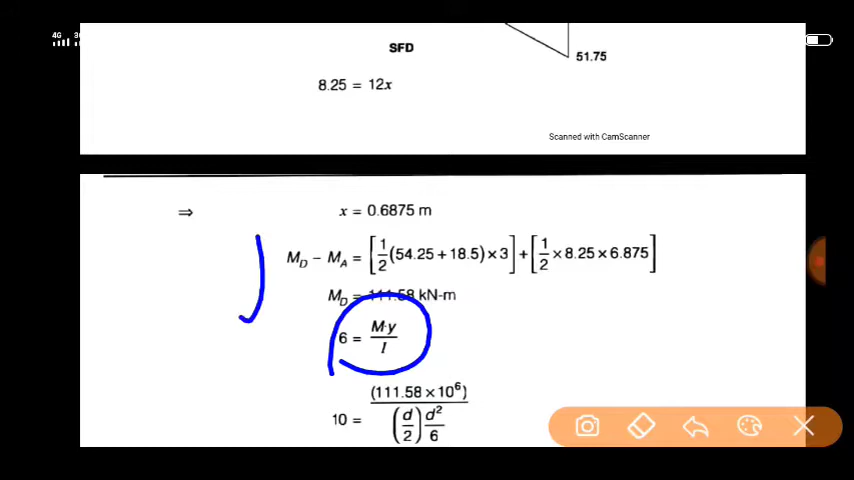 4G
SFD
51.75
8.25 = 12x
Scanned with CamScanner
⇒ x = 0.6875 m
M_D − M_A = [1/2 (54.25 + 18.5) × 3] + [1/2 × 8.25 × 6.875]
M_D = 111.58 kN-m
6 = M·y / I
10 = (111.58 × 10^6) / (d/2) d^2/6